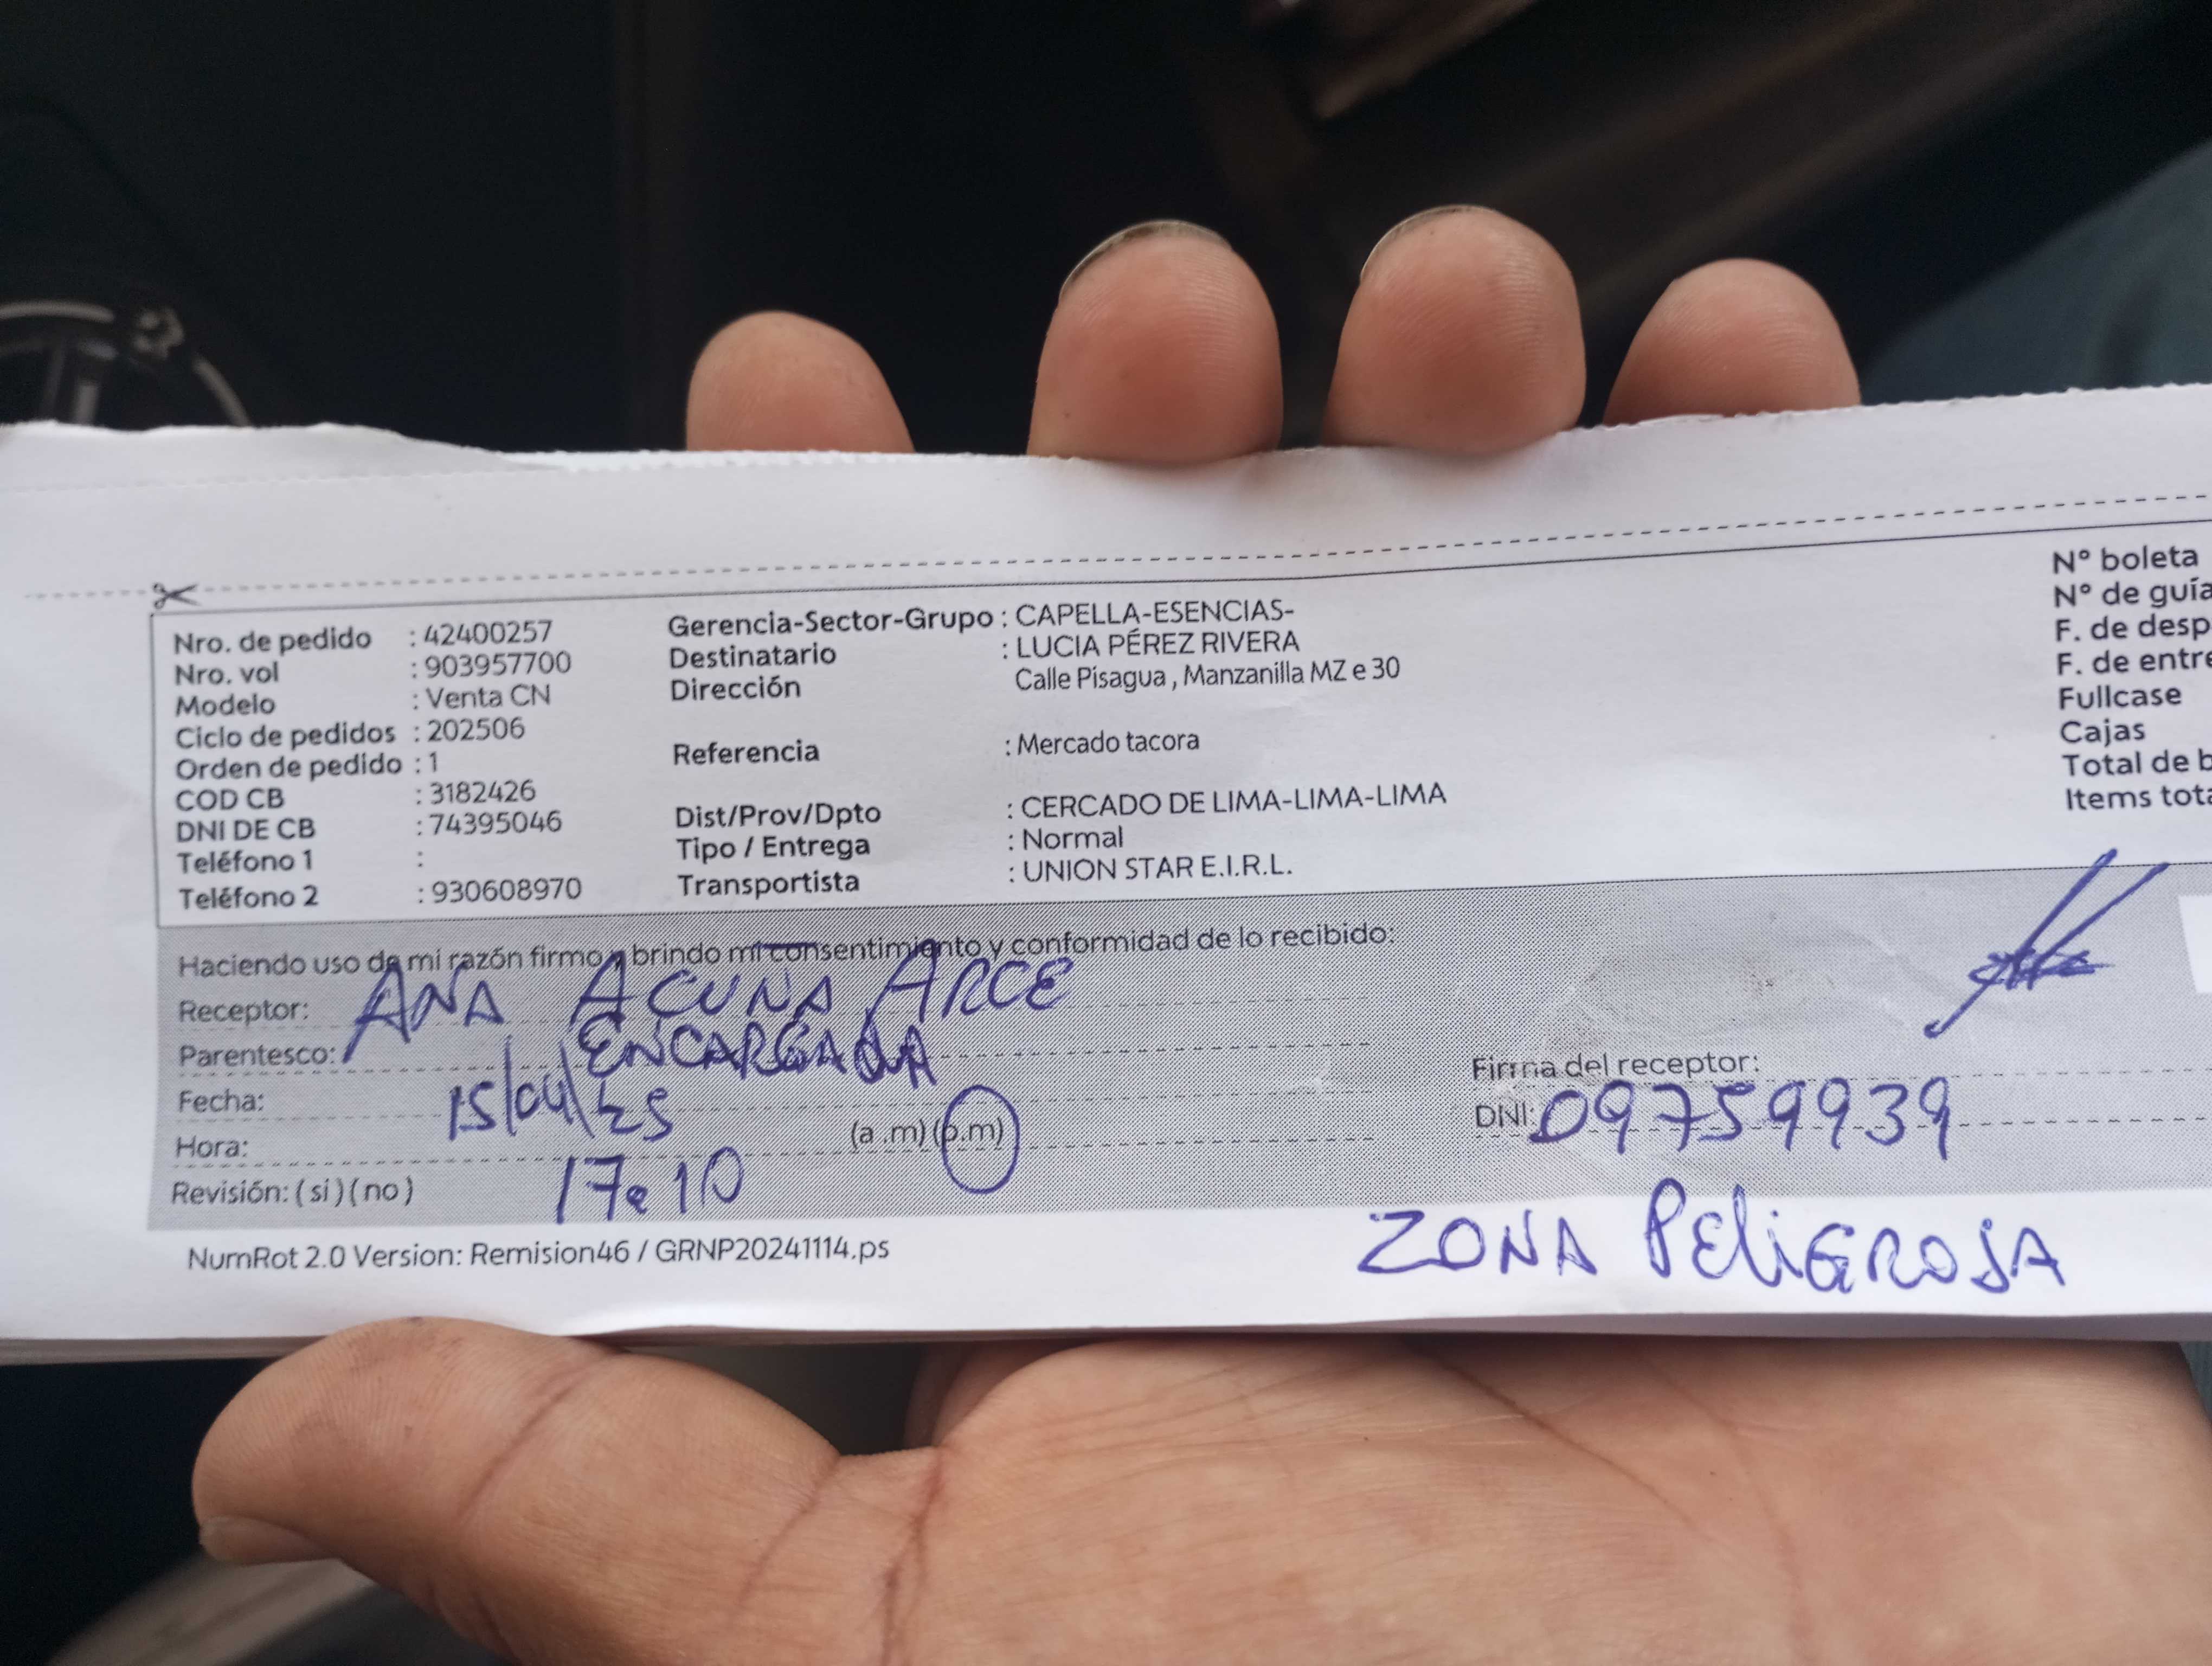 Nro. de pedido : 42400257
Nro. vol : 903957700
Modelo : Venta CN
Ciclo de pedidos : 202506
Orden de pedido : 1
COD CB : 3182426
DNI DE CB : 74395046
Teléfono 1 :
Teléfono 2 : 930608970
Gerencia-Sector-Grupo : CAPELLA-ESENCIAS-
Destinatario : LUCIA PÉREZ RIVERA
Dirección Calle Pisagua , Manzanilla MZ e 30
Referencia : Mercado tacora
Dist/Prov/Dpto : CERCADO DE LIMA-LIMA-LIMA
Tipo / Entrega : Normal
Transportista : UNION STAR E.I.R.L.
N° boleta
N° de guía
F. de desp
F. de entre
Fullcase
Cajas
Total de b
Items tota
Haciendo uso de mi razón firmo y brindo mi consentimiento y conformidad de lo recibido:
Receptor: ANA ACUNA ARCE
Parentesco: ENCARGADA
Fecha: 15/04/25
Hora: 17:10 (a .m) (p.m)
Revisión: ( si ) ( no )
Firma del receptor:
DNI: 09759939
ZONA PELIGROSA
NumRot 2.0 Version: Remision46 / GRNP20241114.ps